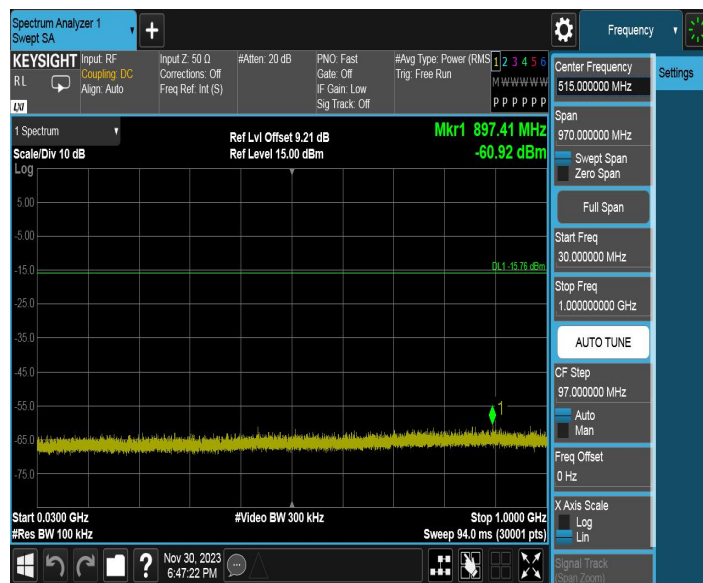 Spectrum Analyzer 1
Swept SA
+
Frequency
KEYSIGHT
RL
LXI
Input: RF
Coupling: DC
Align: Auto
Input Z: 50 Ω
Corrections: Off
Freq Ref: Int (S)
#Atten: 20 dB
PNO: Fast
Gate: Off
IF Gain: Low
Sig Track: Off
#Avg Type: Power (RMS
Trig: Free Run
1 2 3 4 5 6
M W W W W W
P P P P P P
1 Spectrum
Scale/Div 10 dB
Log
Ref Lvl Offset 9.21 dB
Ref Level 15.00 dBm
Mkr1 897.41 MHz
-60.92 dBm
5.00
-5.00
-15.0
-25.0
-35.0
-45.0
-55.0
-65.0
-75.0
DL1 -15.76 dBm
1
Start 0.0300 GHz
#Res BW 100 kHz
#Video BW 300 kHz
Stop 1.0000 GHz
Sweep 94.0 ms (30001 pts)
Nov 30, 2023
6:47:22 PM
?
Center Frequency
515.000000 MHz
Span
970.000000 MHz
Swept Span
Zero Span
Full Span
Start Freq
30.000000 MHz
Stop Freq
1.000000000 GHz
AUTO TUNE
CF Step
97.000000 MHz
Auto
Man
Freq Offset
0 Hz
X Axis Scale
Log
Lin
Signal Track
(Span Zoom)
Settings